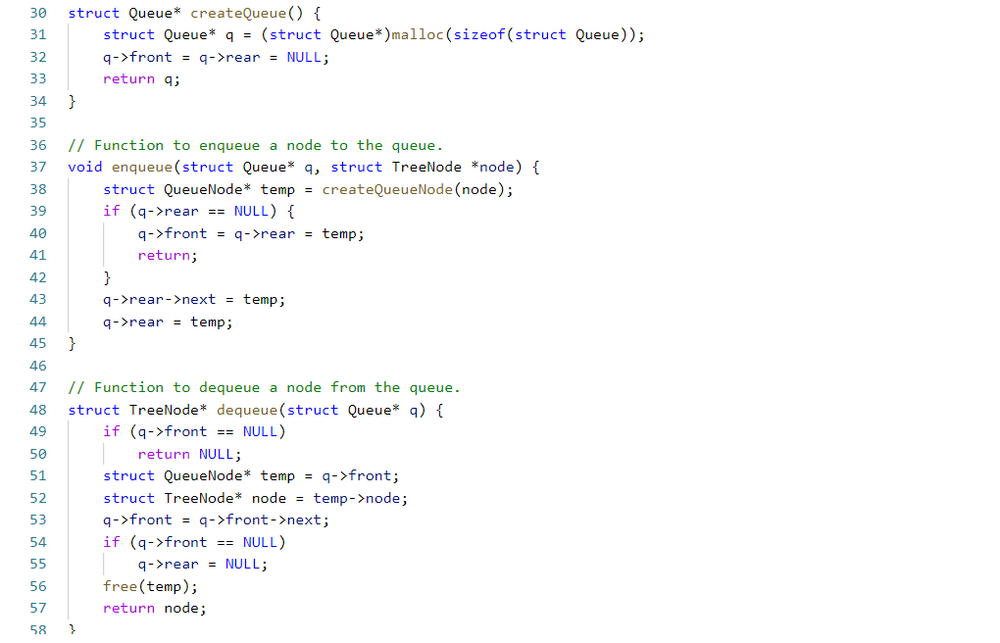 30 struct Queue* createQueue() {
31     struct Queue* q = (struct Queue*)malloc(sizeof(struct Queue));
32     q->front = q->rear = NULL;
33     return q;
34 }
35
36 // Function to enqueue a node to the queue.
37 void enqueue(struct Queue* q, struct TreeNode *node) {
38     struct QueueNode* temp = createQueueNode(node);
39     if (q->rear == NULL) {
40         q->front = q->rear = temp;
41         return;
42     }
43     q->rear->next = temp;
44     q->rear = temp;
45 }
46
47 // Function to dequeue a node from the queue.
48 struct TreeNode* dequeue(struct Queue* q) {
49     if (q->front == NULL)
50         return NULL;
51     struct QueueNode* temp = q->front;
52     struct TreeNode* node = temp->node;
53     q->front = q->front->next;
54     if (q->front == NULL)
55         q->rear = NULL;
56     free(temp);
57     return node;
58 }